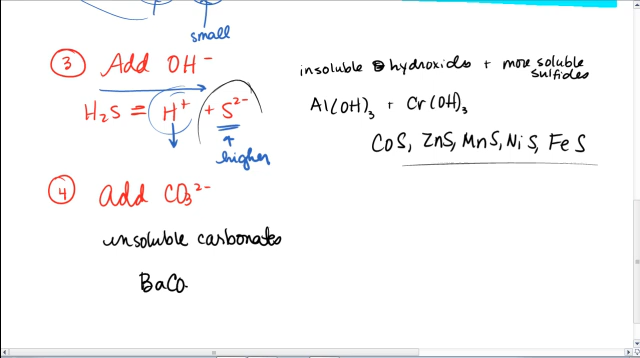 small
③ Add OH⁻
H₂S = H⁺ + S²⁻
higher
④ add CO₃²⁻
unsoluble carbonates
BaCo
insoluble hydroxides + more soluble
sulfides
Al(OH)₃ + Cr(OH)₃
CoS, ZnS, MnS, NiS, FeS